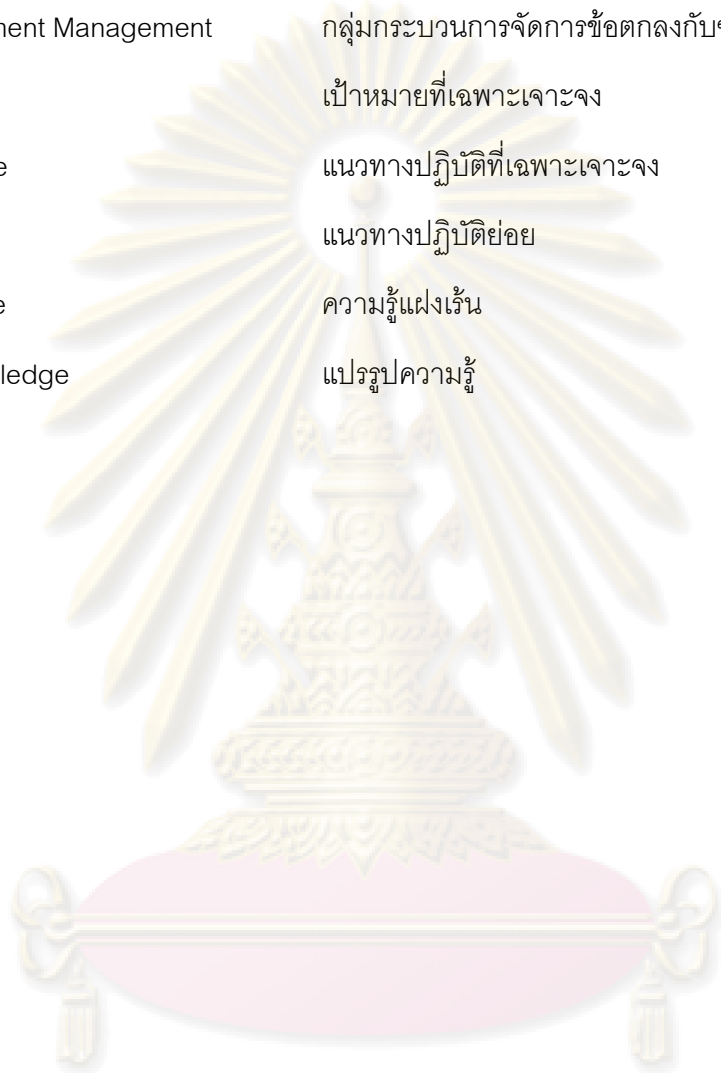 ment Management กลุ่มกระบวนการจัดการข้อตกลงกับ
เป้าหมายที่เฉพาะเจาะจง
e แนวทางปฏิบัติที่เฉพาะเจาะจง
แนวทางปฏิบัติย่อย
e ความรู้แฝงเร้น
ledge แปรรูปความรู้